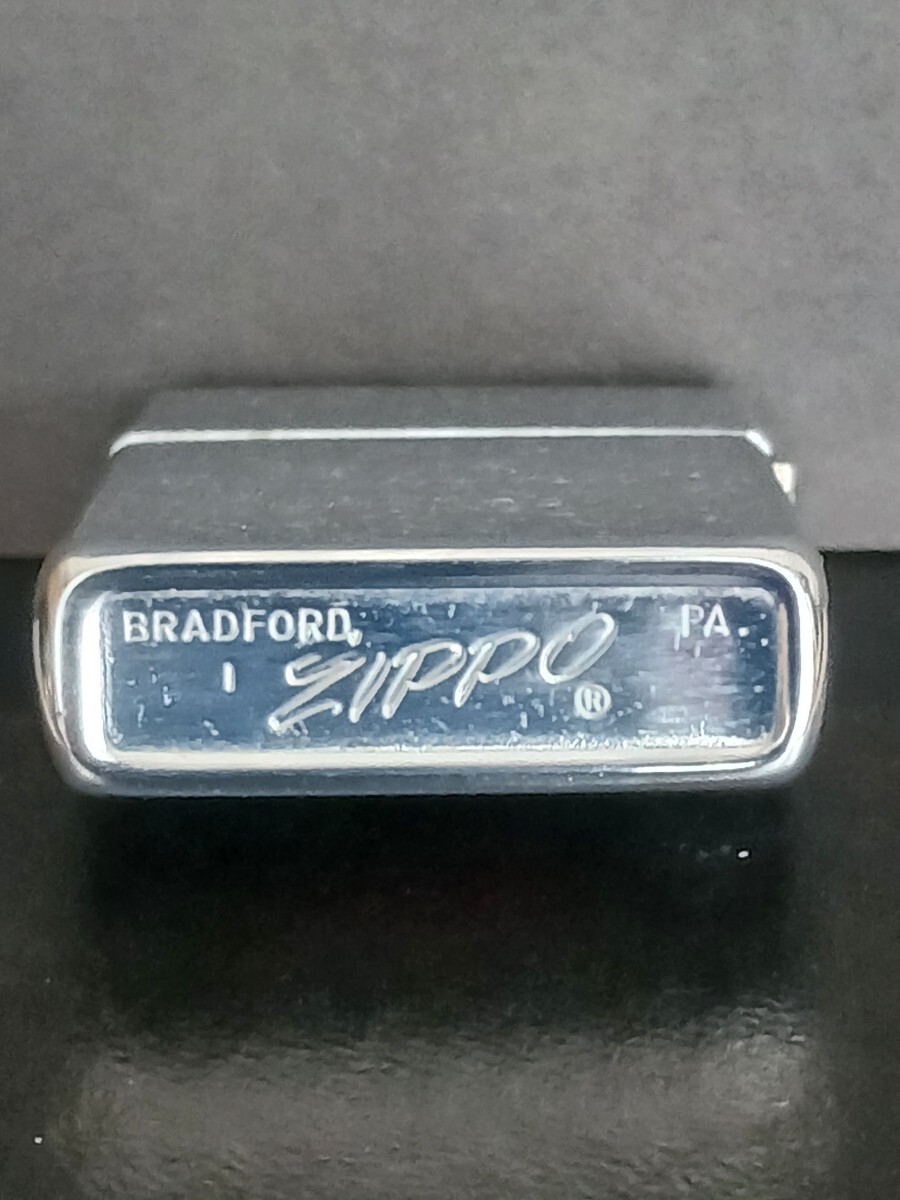 BRADFORD, PA.
| ZIPPO ®